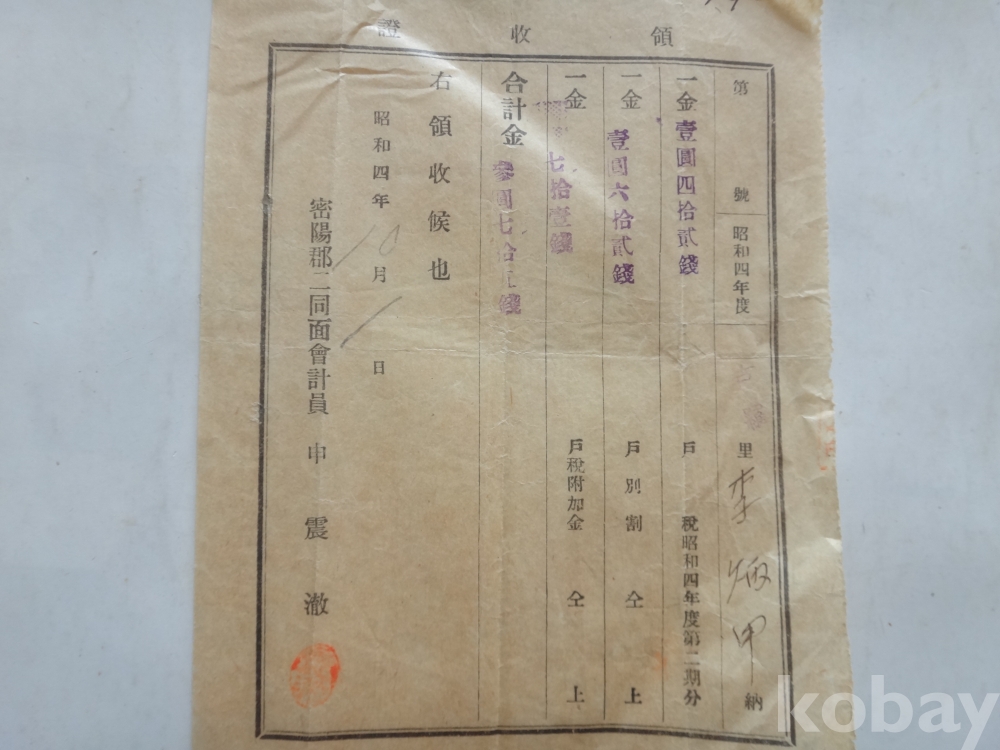 領收證
第 號 昭和四年度 里 李炳甲 納
一金壹圓四拾貳錢 戶稅昭和四年度第二期分
一金壹圓六拾貳錢 戶別割 仝上
一金 七拾壹錢 戶稅附加金 仝上
合計金參圓七拾五錢
右領收候也
昭和四年10月1日
密陽郡二同面會計員 申震澈
kobay